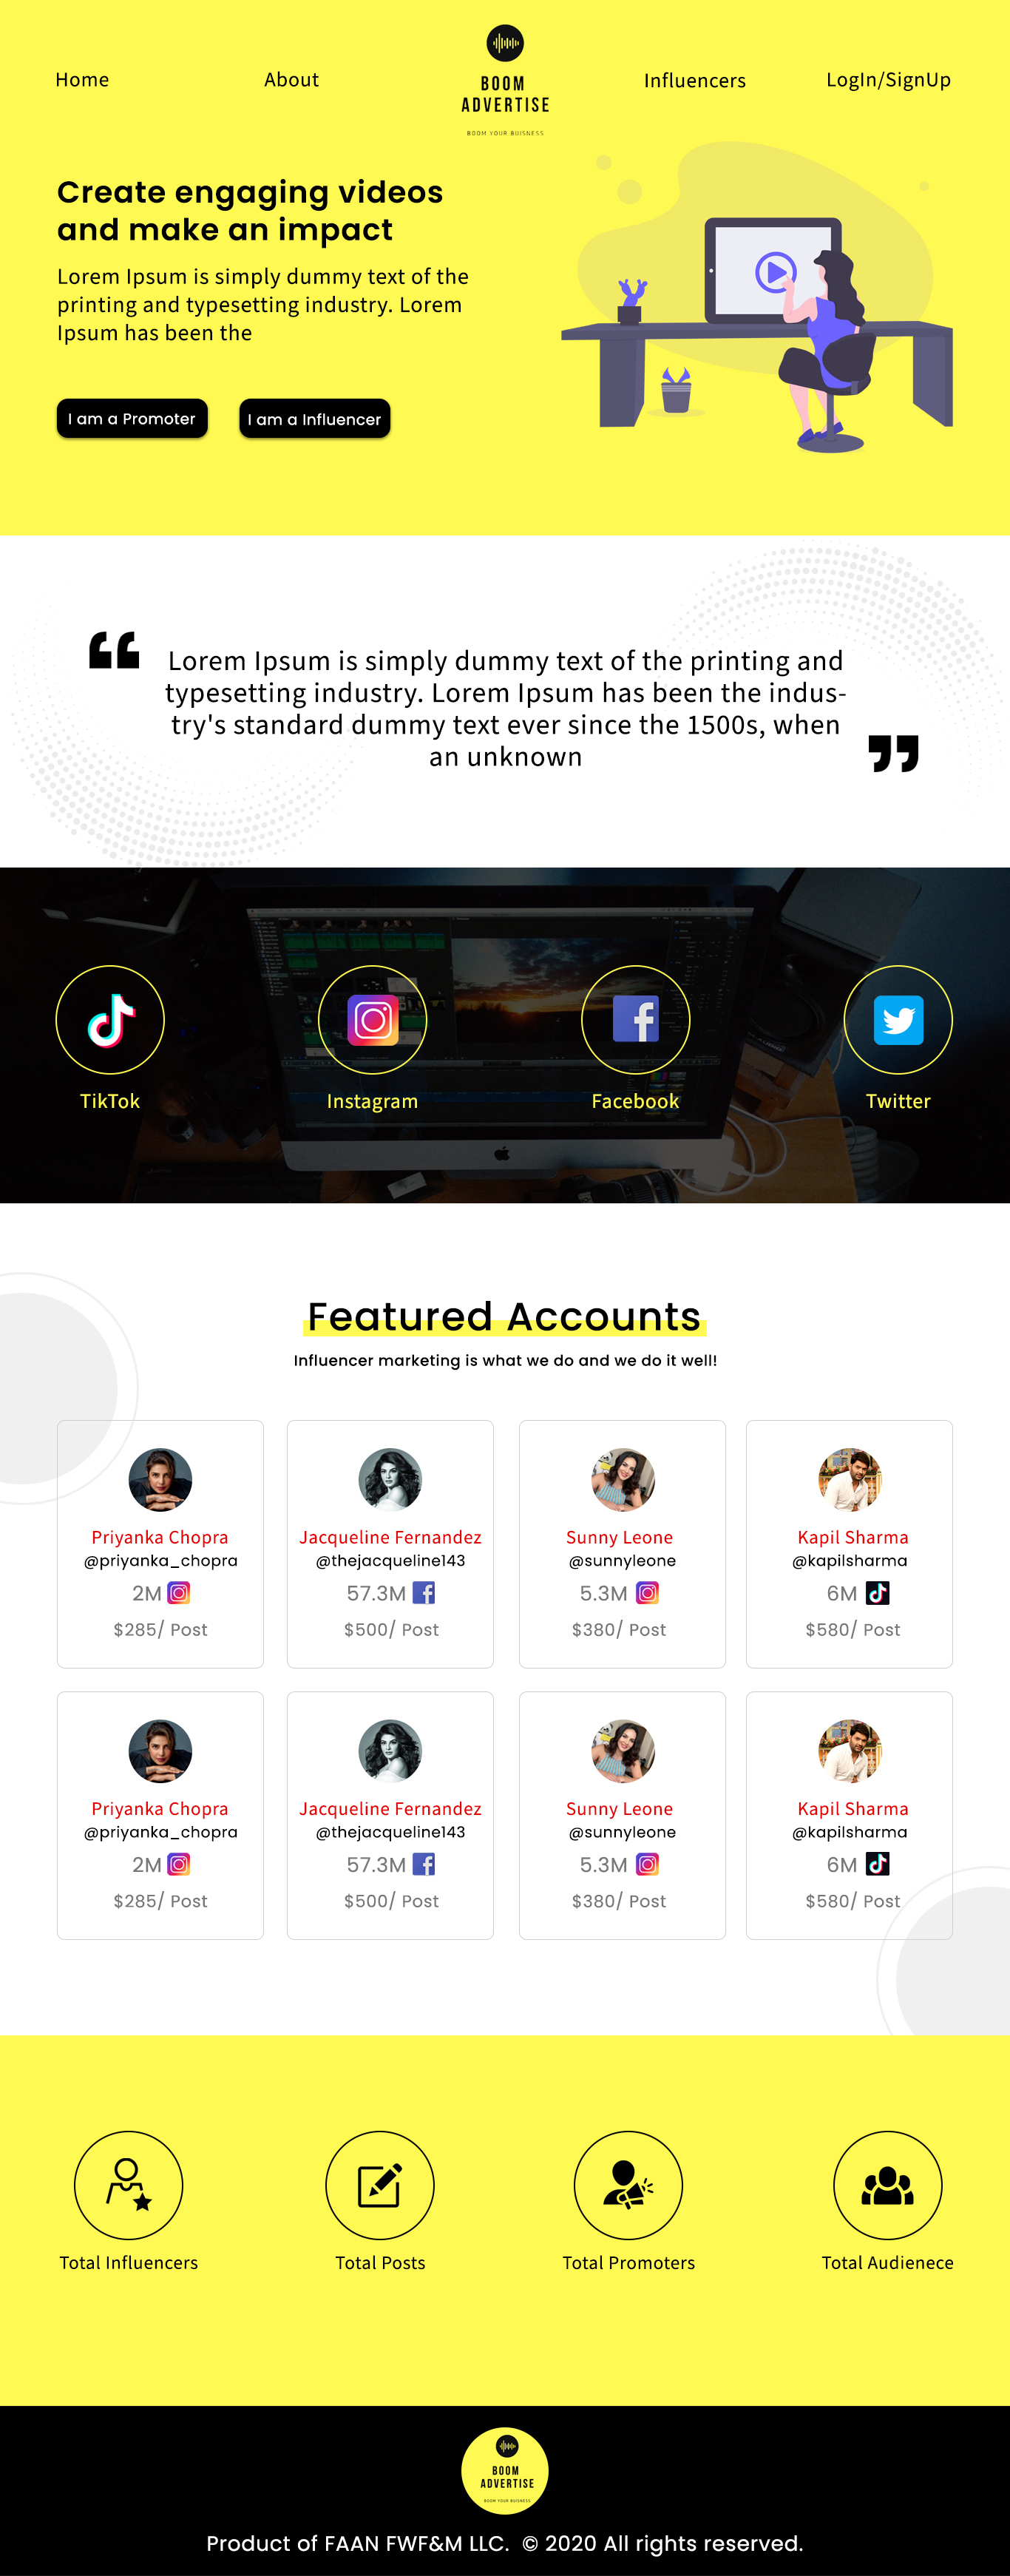 Home
About
BOOM
ADVERTISE
BOOM YOUR BUISNESS
Influencers
LogIn/SignUp
Create engaging videos
and make an impact
Lorem Ipsum is simply dummy text of the
printing and typesetting industry. Lorem
Ipsum has been the
I am a Promoter
I am a Influencer
“ Lorem Ipsum is simply dummy text of the printing and
typesetting industry. Lorem Ipsum has been the indus-
try's standard dummy text ever since the 1500s, when
an unknown ”
TikTok
Instagram
Facebook
Twitter
Featured Accounts
Influencer marketing is what we do and we do it well!
Priyanka Chopra
@priyanka_chopra
2M
$285/ Post
Jacqueline Fernandez
@thejacqueline143
57.3M
$500/ Post
Sunny Leone
@sunnyleone
5.3M
$380/ Post
Kapil Sharma
@kapilsharma
6M
$580/ Post
Priyanka Chopra
@priyanka_chopra
2M
$285/ Post
Jacqueline Fernandez
@thejacqueline143
57.3M
$500/ Post
Sunny Leone
@sunnyleone
5.3M
$380/ Post
Kapil Sharma
@kapilsharma
6M
$580/ Post
Total Influencers
Total Posts
Total Promoters
Total Audienece
BOOM
ADVERTISE
BOOM YOUR BUISNESS
Product of FAAN FWF&M LLC. © 2020 All rights reserved.